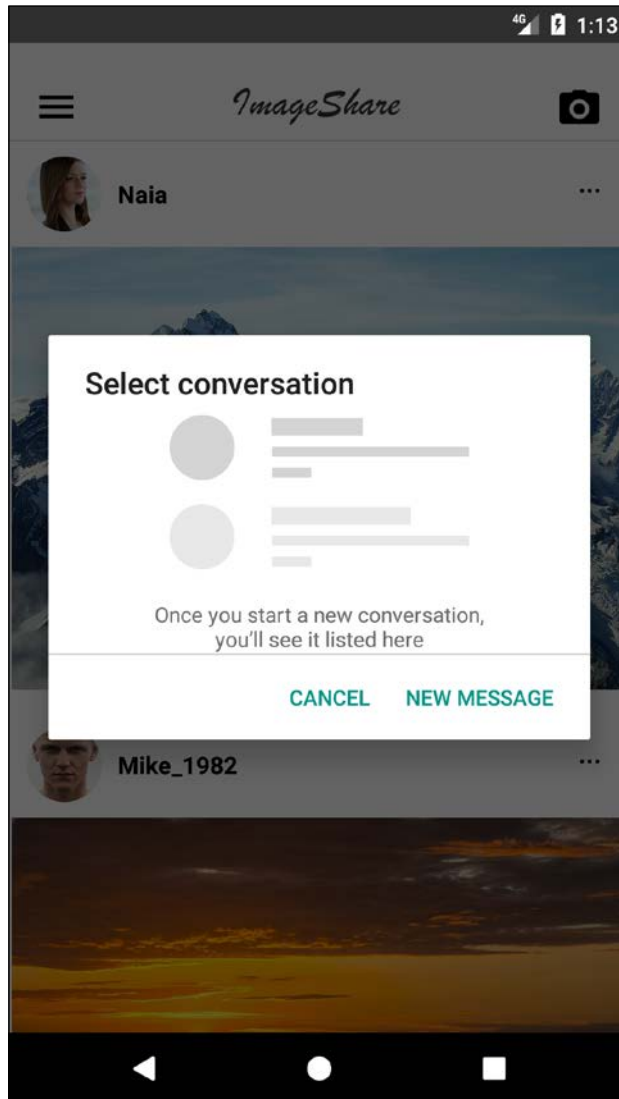 4G 1:13
ImageShare
Naia
Select conversation
Once you start a new conversation,
you'll see it listed here
CANCEL NEW MESSAGE
Mike_1982